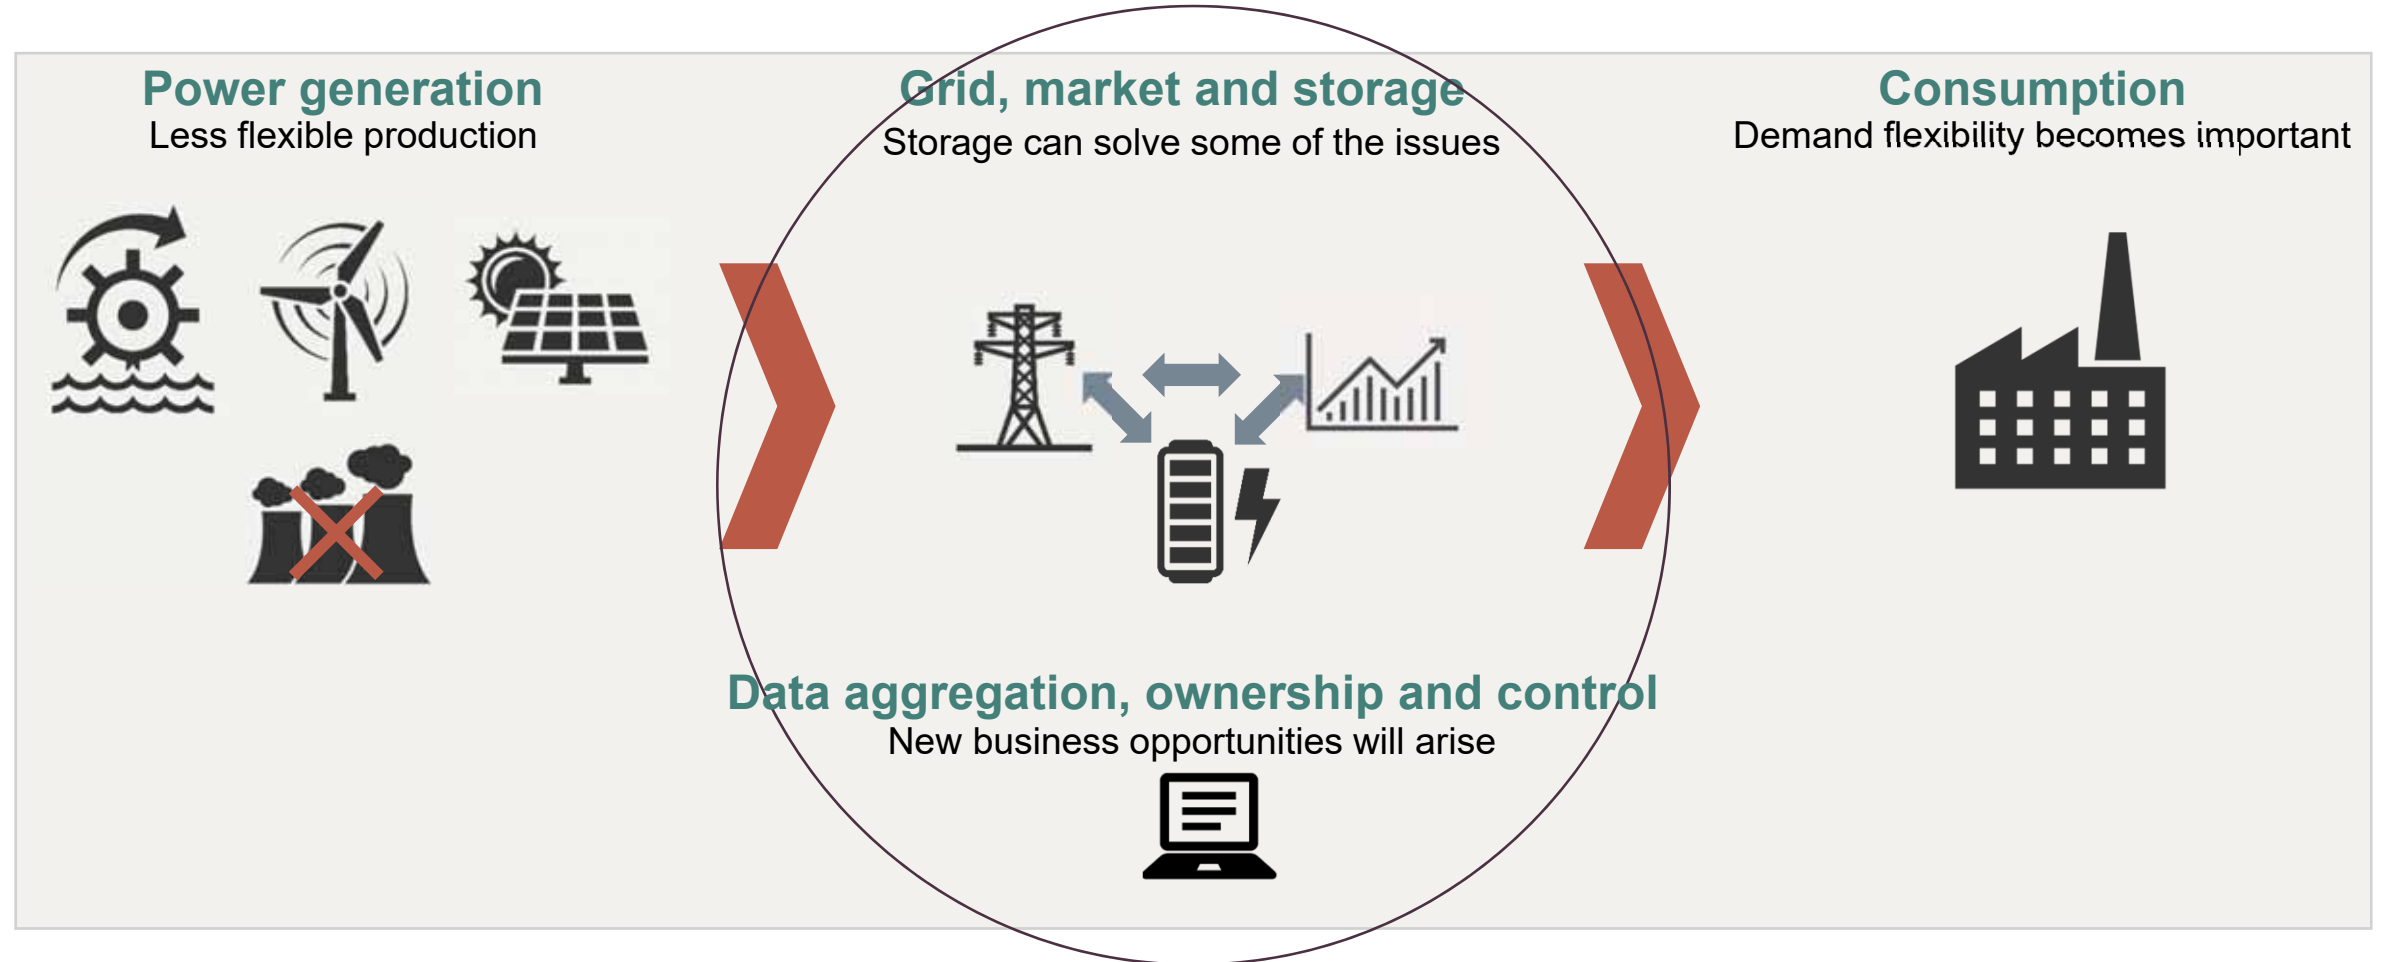 Power generation
Less flexible production
Grid, market and storage
Storage can solve some of the issues
Consumption
Demand flexibility becomes important
Data aggregation, ownership and control
New business opportunities will arise